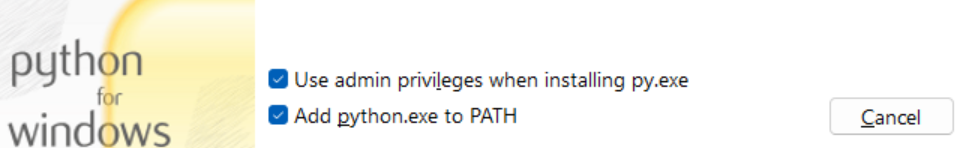 python
for
windows
Use admin privileges when installing py.exe
Add python.exe to PATH
Cancel